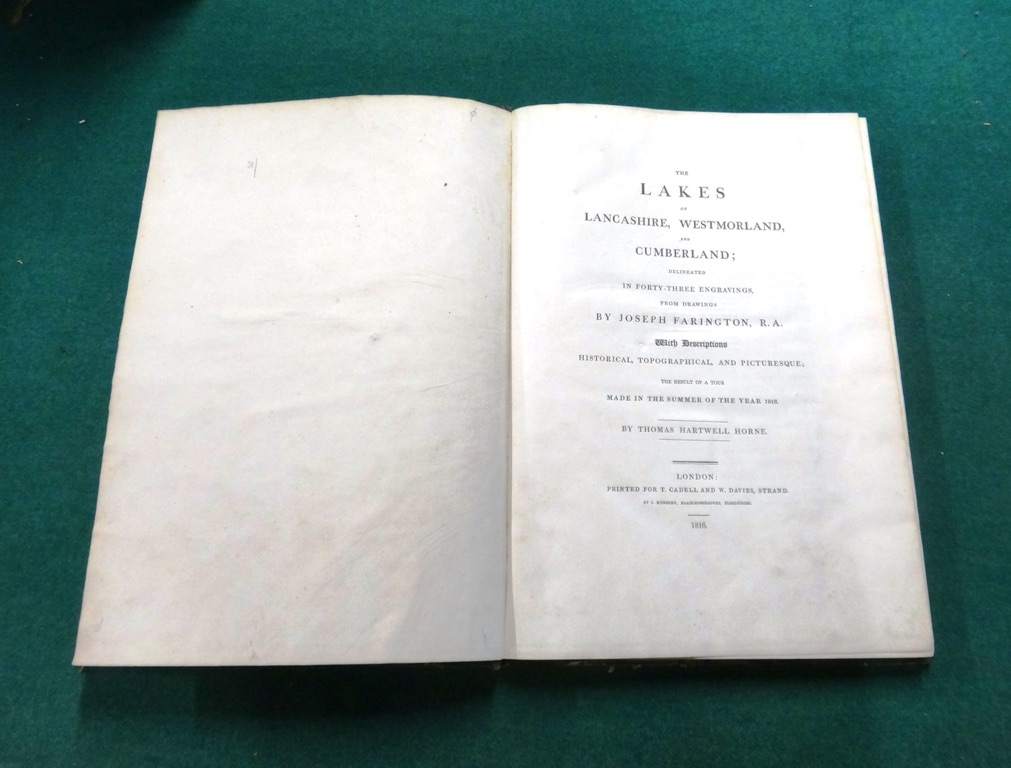 THE
LAKES
OF
LANCASHIRE, WESTMORLAND,
AND
CUMBERLAND;
DELINEATED
IN FORTY-THREE ENGRAVINGS,
FROM DRAWINGS
BY JOSEPH FARINGTON, R.A.
With Descriptions
HISTORICAL, TOPOGRAPHICAL, AND PICTURESQUE;
THE RESULT OF A TOUR
MADE IN THE SUMMER OF THE YEAR 1816.
BY THOMAS HARTWELL HORNE.
LONDON:
PRINTED FOR T. CADELL AND W. DAVIES, STRAND.
1816.